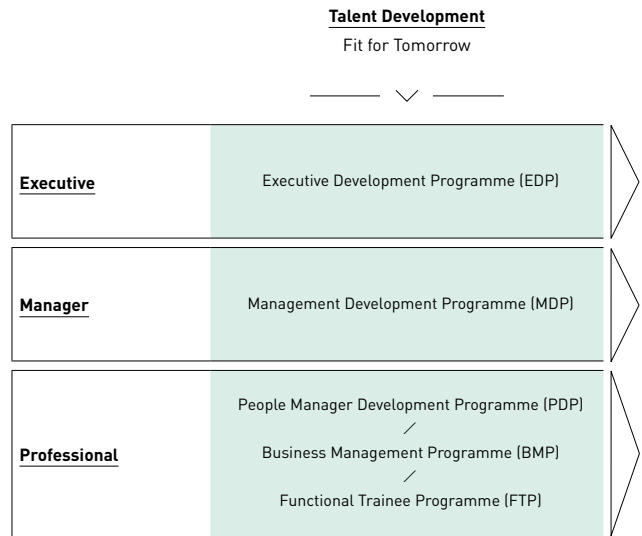 Talent Development
Fit for Tomorrow
Executive
Executive Development Programme (EDP)
Manager
Management Development Programme (MDP)
Professional
People Manager Development Programme (PDP)
/
Business Management Programme (BMP)
/
Functional Trainee Programme (FTP)